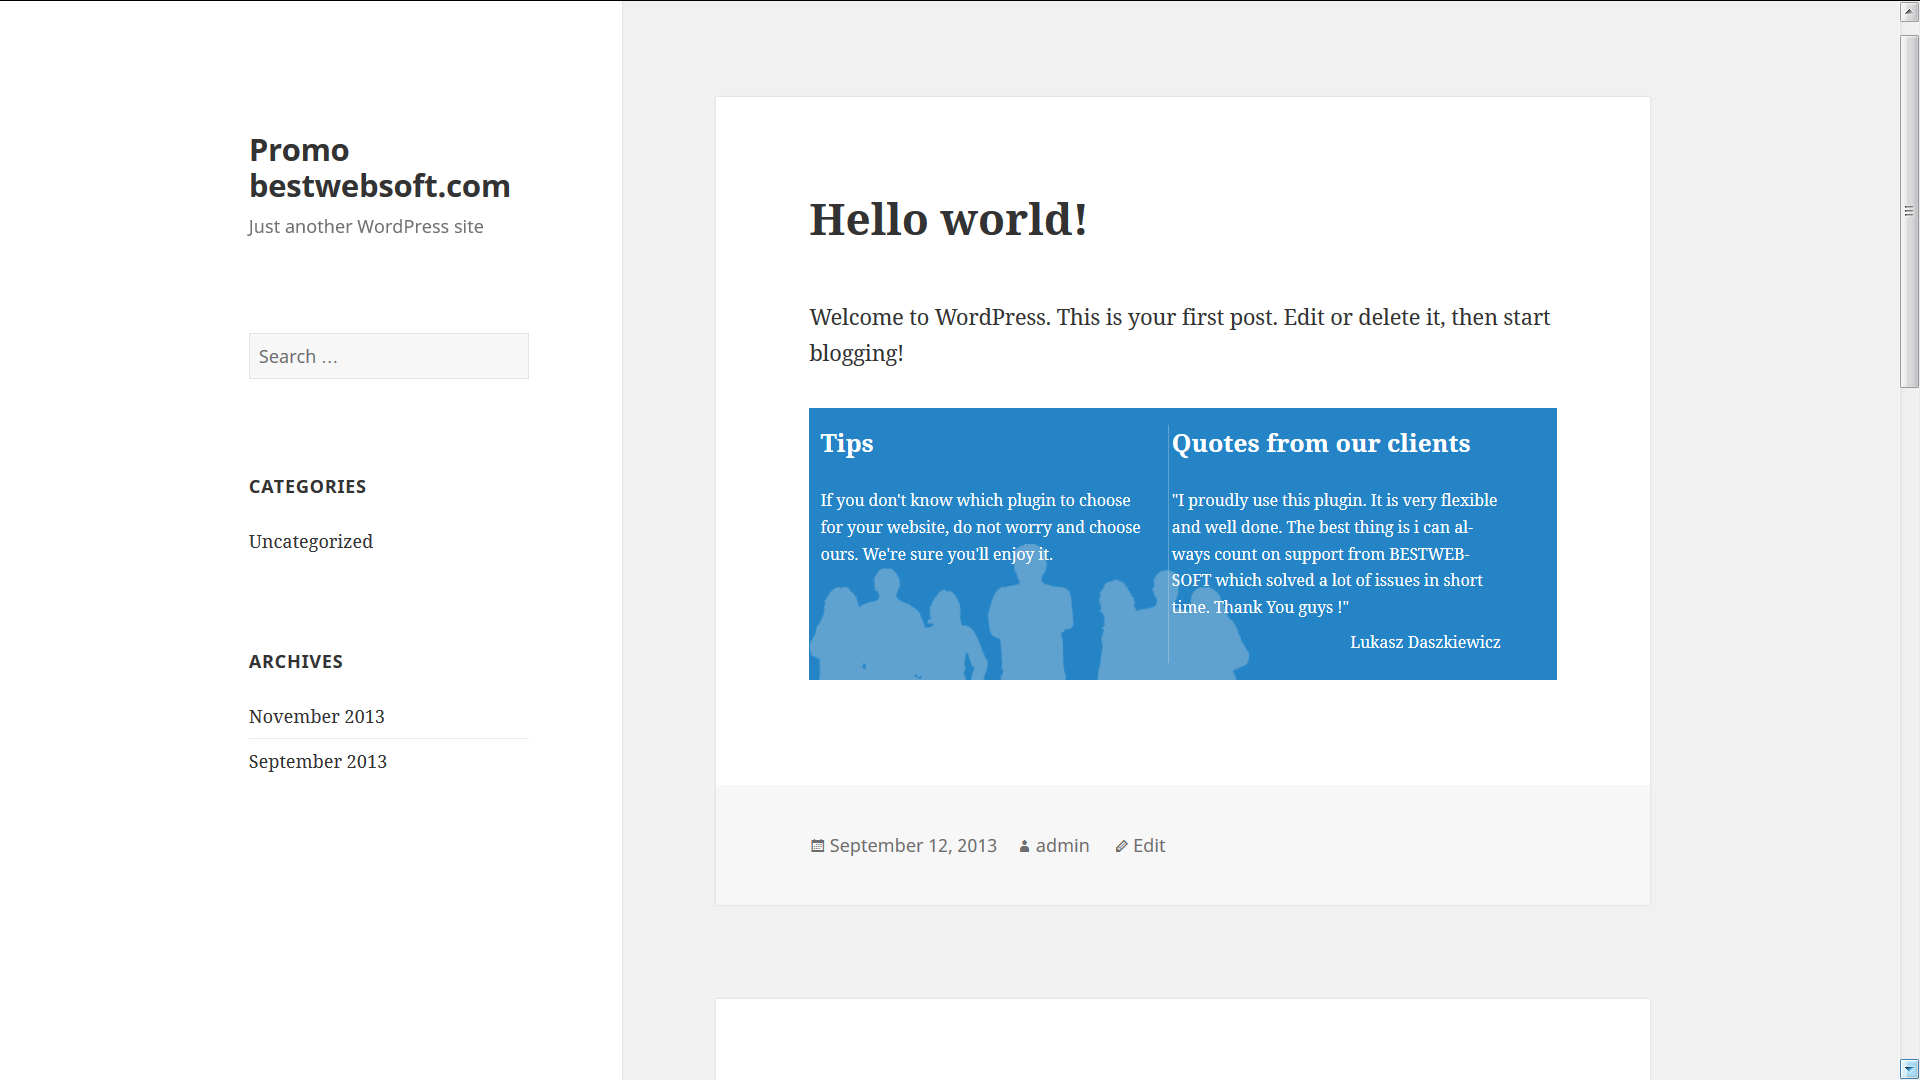 Promo
bestwebsoft.com
Just another WordPress site
Search …
CATEGORIES
Uncategorized
ARCHIVES
November 2013
September 2013
Hello world!
Welcome to WordPress. This is your first post. Edit or delete it, then start
blogging!
Tips
If you don't know which plugin to choose
for your website, do not worry and choose
ours. We're sure you'll enjoy it.
Quotes from our clients
"I proudly use this plugin. It is very flexible
and well done. The best thing is i can al-
ways count on support from BESTWEB-
SOFT which solved a lot of issues in short
time. Thank You guys !"
Lukasz Daszkiewicz
September 12, 2013 admin Edit